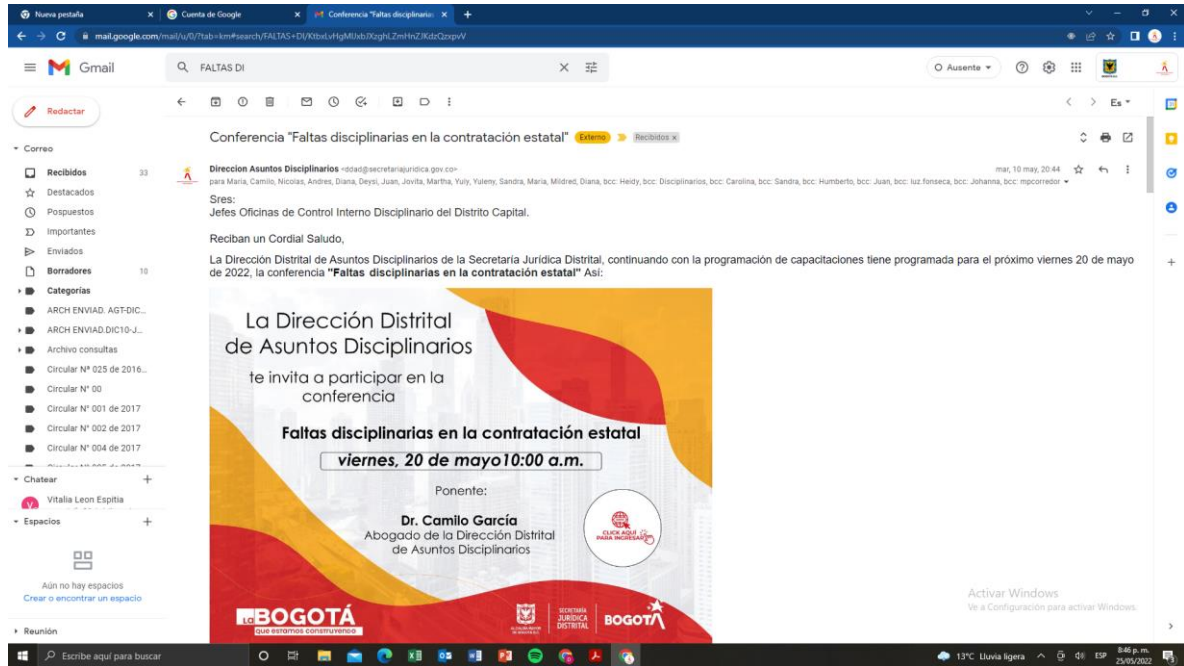 Nueva pestaña
Cuenta de Google
Conferencia "Faltas disciplinarias
mail.google.com/mail/u/0/?tab=km#search/FALTAS+DI/
Gmail
FALTAS DI
Ausente
Redactar
Es
Correo
Recibidos 33
Destacados
Pospuestos
Importantes
Enviados
Borradores 10
Categorías
ARCH ENVIAD. AGT-DIC...
ARCH ENVIAD.DIC10-J...
Archivo consultas
Circular Nª 025 de 2016...
Circular N° 00
Circular N° 001 de 2017
Circular N° 002 de 2017
Circular N° 004 de 2017
Chatear
Vitalia Leon Espitia
Espacios
Aún no hay espacios
Crear o encontrar un espacio
Reunión
Conferencia "Faltas disciplinarias en la contratación estatal" Externo Recibidos x
Direccion Asuntos Disciplinarios <ddad@secretariajuridica.gov.co>
mar, 10 may, 20:44
para Maria, Camilo, Nicolas, Andres, Diana, Deysi, Juan, Jovita, Martha, Yuly, Yuleny, Sandra, Maria, Mildred, Diana, bcc: Heidy, bcc: Disciplinarios, bcc: Carolina, bcc: Sandra, bcc: Humberto, bcc: Juan, bcc: luz.fonseca, bcc: Johanna, bcc: mpcorredor
Sres:
Jefes Oficinas de Control Interno Disciplinario del Distrito Capital.
Reciban un Cordial Saludo,
La Dirección Distrital de Asuntos Disciplinarios de la Secretaría Jurídica Distrital, continuando con la programación de capacitaciones tiene programada para el próximo viernes 20 de mayo
de 2022, la conferencia "Faltas disciplinarias en la contratación estatal" Así:
La Dirección Distrital
de Asuntos Disciplinarios
te invita a participar en la
conferencia
Faltas disciplinarias en la contratación estatal
viernes, 20 de mayo10:00 a.m.
Ponente:
Dr. Camilo García
Abogado de la Dirección Distrital
de Asuntos Disciplinarios
CLICK AQUÍ
PARA INGRESAR
LA BOGOTÁ
que estamos construyendo
SECRETARÍA
JURÍDICA
DISTRITAL
BOGOTÁ
Activar Windows
Ve a Configuración para activar Windows.
Escribe aquí para buscar
13°C Lluvia ligera
ESP
8:46 p. m.
25/05/2022